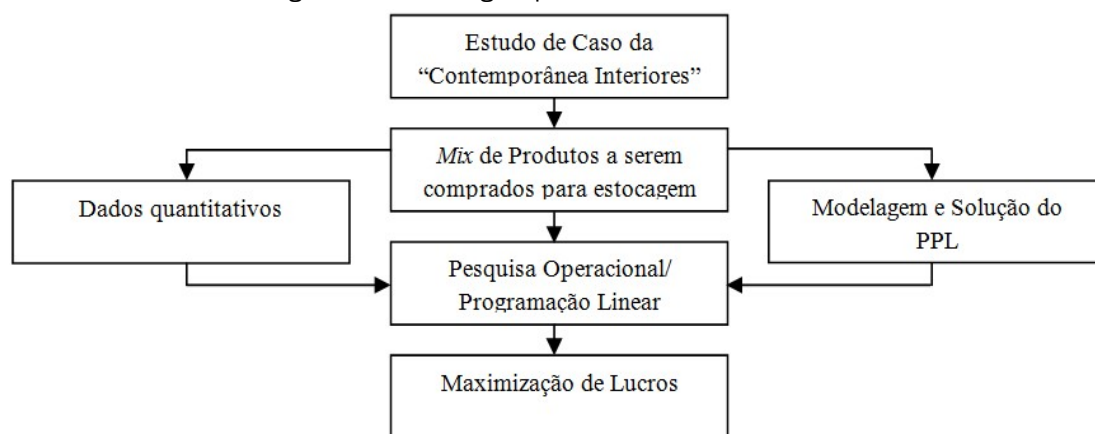 Estudo de Caso da
“Contemporânea Interiores”
Mix de Produtos a serem
comprados para estocagem
Dados quantitativos
Modelagem e Solução do
PPL
Pesquisa Operacional/
Programação Linear
Maximização de Lucros